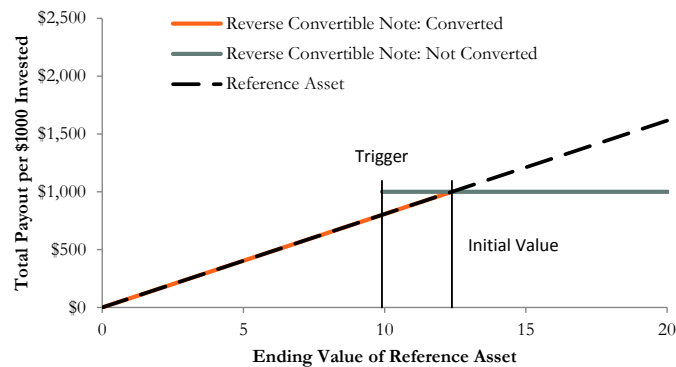 $2,500
Reverse Convertible Note: Converted
Reverse Convertible Note: Not Converted
Reference Asset
$2,000
$1,500
Trigger
$1,000
Initial Value
$500
$0
0
5
10
15
20
Total Payout per $1000 Invested
Ending Value of Reference Asset